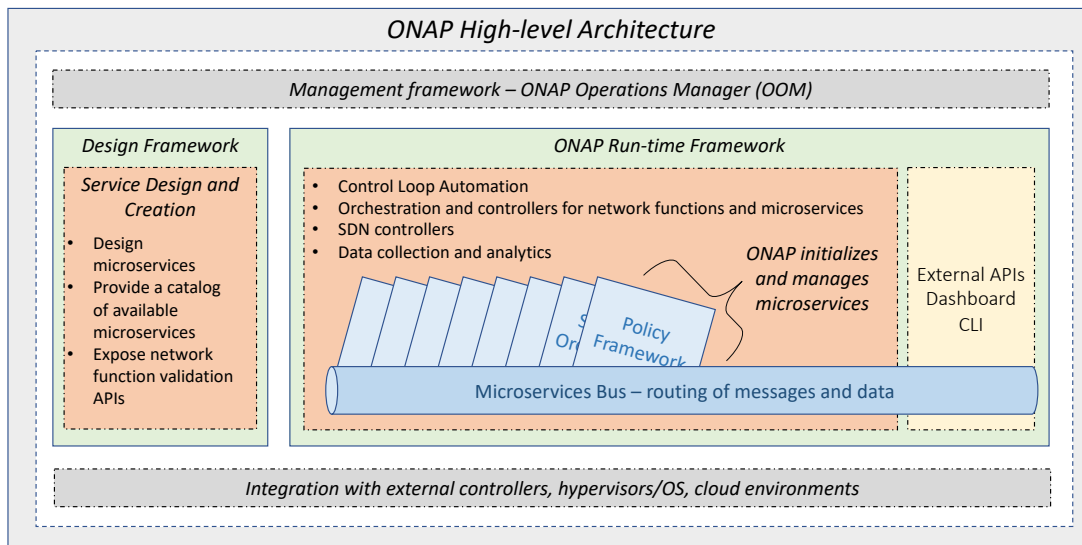 ONAP High-level Architecture
Management framework – ONAP Operations Manager (OOM)
Design Framework
Service Design and
Creation
• Design
microservices
• Provide a catalog
of available
microservices
• Expose network
function validation
APIs
ONAP Run-time Framework
• Control Loop Automation
• Orchestration and controllers for network functions and microservices
• SDN controllers
• Data collection and analytics
ONAP initializes
and manages
microservices
Policy
Framework
Microservices Bus – routing of messages and data
External APIs
Dashboard
CLI
Integration with external controllers, hypervisors/OS, cloud environments